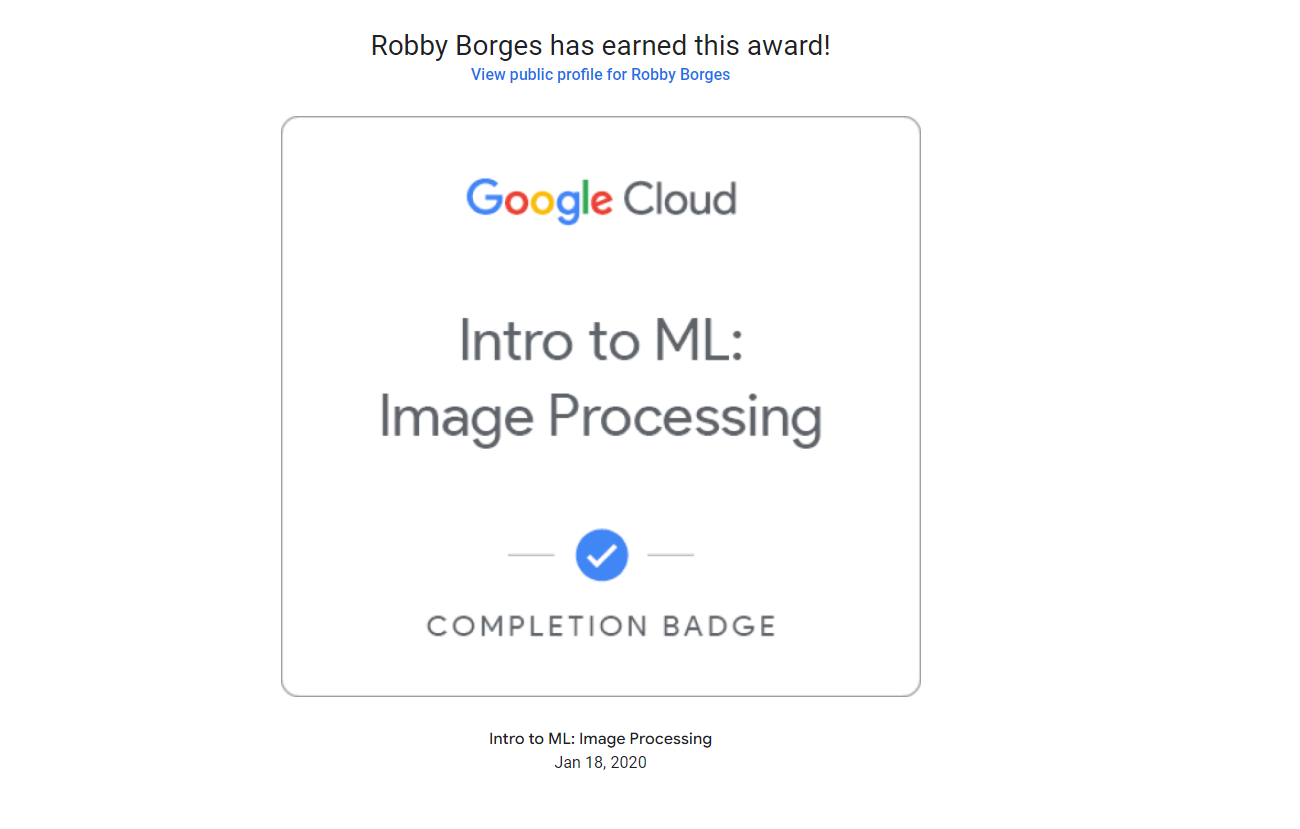 Robby Borges has earned this award!
View public profile for Robby Borges
Google Cloud
Intro to ML:
Image Processing
COMPLETION BADGE
Intro to ML: Image Processing
Jan 18, 2020